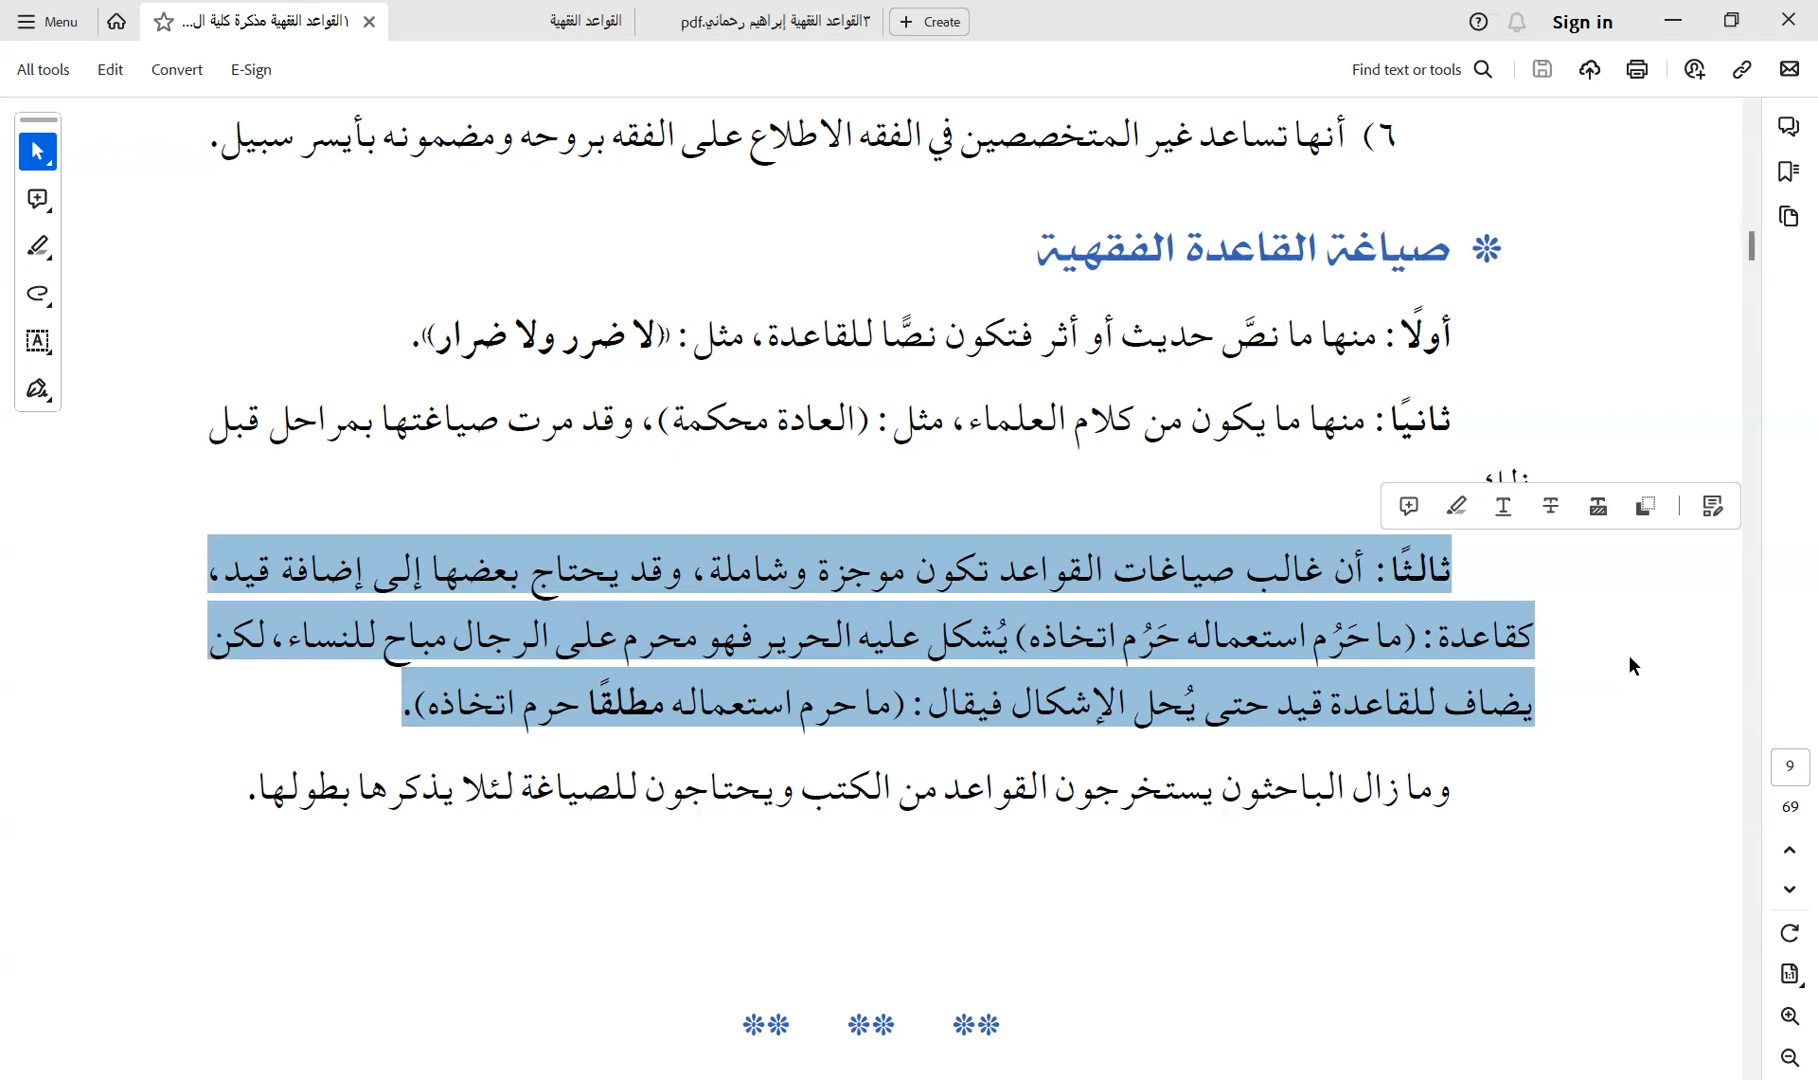 Menu
١القواعد الفقهية مذكرة كلية ال...
القواعد الفقهية
٣القواعد الفقهية إبراهيم رحماني.pdf
Create
Sign in
All tools
Edit
Convert
E-Sign
Find text or tools
٦) أنها تساعد غير المتخصصين في الفقه الاطلاع على الفقه بروحه ومضمونه بأيسر سبيل.
❊ صياغة القاعدة الفقهية
أولًا: منها ما نصَّ حديث أو أثر فتكون نصًّا للقاعدة، مثل: «لا ضرر ولا ضرار».
ثانيًا: منها ما يكون من كلام العلماء، مثل: (العادة محكمة)، وقد مرت صياغتها بمراحل قبل
ثالثًا: أن غالب صياغات القواعد تكون موجزة وشاملة، وقد يحتاج بعضها إلى إضافة قيد،
كقاعدة: (ما حَرُم استعماله حَرُم اتخاذه) يُشكل عليه الحرير فهو محرم على الرجال مباح للنساء، لكن
يضاف للقاعدة قيد حتى يُحل الإشكال فيقال: (ما حرم استعماله مطلقًا حرم اتخاذه).
وما زال الباحثون يستخرجون القواعد من الكتب ويحتاجون للصياغة لئلا يذكرها بطولها.
9
69